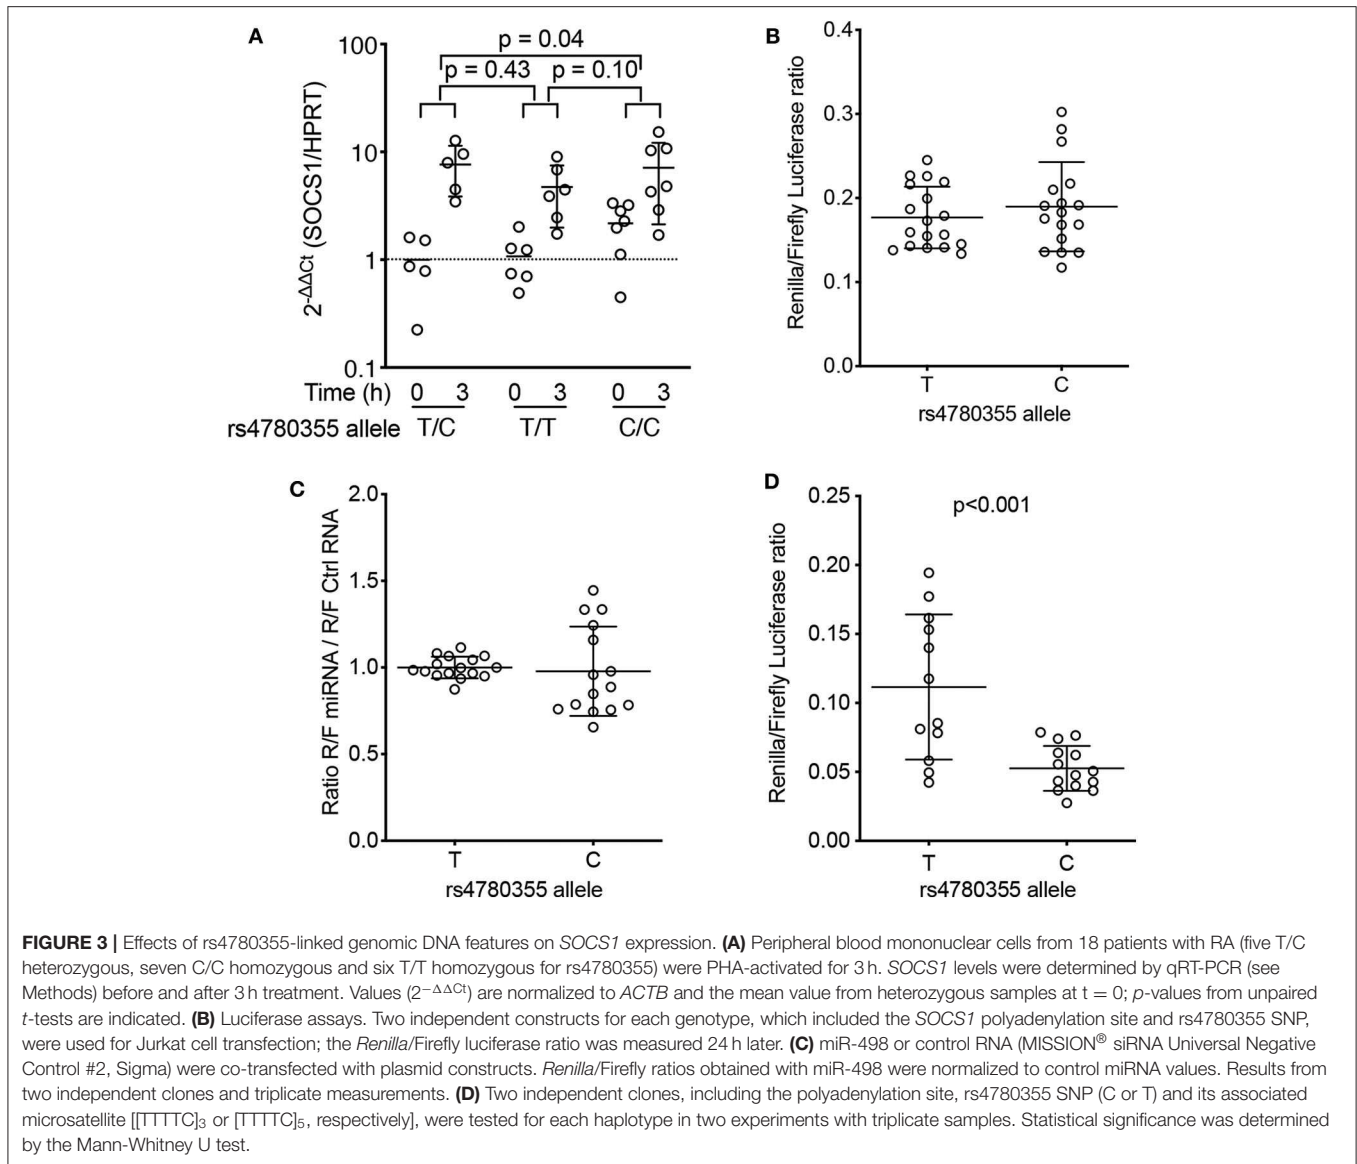 A
100
10
1
0.1
2-ΔΔCt (SOCS1/HPRT)
p = 0.04
p = 0.43 p = 0.10
Time (h) 0 3 0 3 0 3
rs4780355 allele T/C T/T C/C
B
0.4
0.3
0.2
0.1
0.0
Renilla/Firefly Luciferase ratio
T C
rs4780355 allele
C
2.0
1.5
1.0
0.5
0.0
Ratio R/F miRNA / R/F Ctrl RNA
T C
rs4780355 allele
D
0.25
0.20
0.15
0.10
0.05
0.00
Renilla/Firefly Luciferase ratio
p<0.001
T C
rs4780355 allele
FIGURE 3 | Effects of rs4780355-linked genomic DNA features on SOCS1 expression. (A) Peripheral blood mononuclear cells from 18 patients with RA (five T/C
heterozygous, seven C/C homozygous and six T/T homozygous for rs4780355) were PHA-activated for 3 h. SOCS1 levels were determined by qRT-PCR (see
Methods) before and after 3 h treatment. Values (2−ΔΔCt) are normalized to ACTB and the mean value from heterozygous samples at t = 0; p-values from unpaired
t-tests are indicated. (B) Luciferase assays. Two independent constructs for each genotype, which included the SOCS1 polyadenylation site and rs4780355 SNP,
were used for Jurkat cell transfection; the Renilla/Firefly luciferase ratio was measured 24 h later. (C) miR-498 or control RNA (MISSION® siRNA Universal Negative
Control #2, Sigma) were co-transfected with plasmid constructs. Renilla/Firefly ratios obtained with miR-498 were normalized to control miRNA values. Results from
two independent clones and triplicate measurements. (D) Two independent clones, including the polyadenylation site, rs4780355 SNP (C or T) and its associated
microsatellite [[TTTTC]3 or [TTTTC]5, respectively], were tested for each haplotype in two experiments with triplicate samples. Statistical significance was determined
by the Mann-Whitney U test.